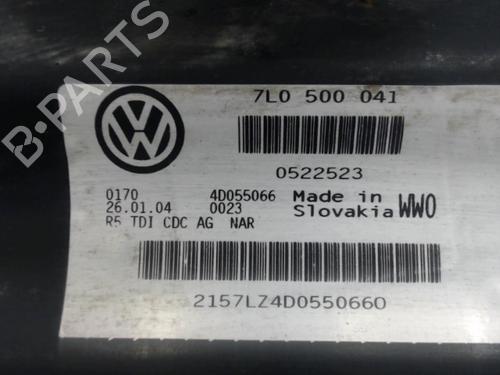 7L0 500 041
0522523
0170 4D055066 Made in
26.01.04 0023 Slovakia WWO
R5 TDI CDC AG NAR
2157LZ4D0550660
B-PARTS